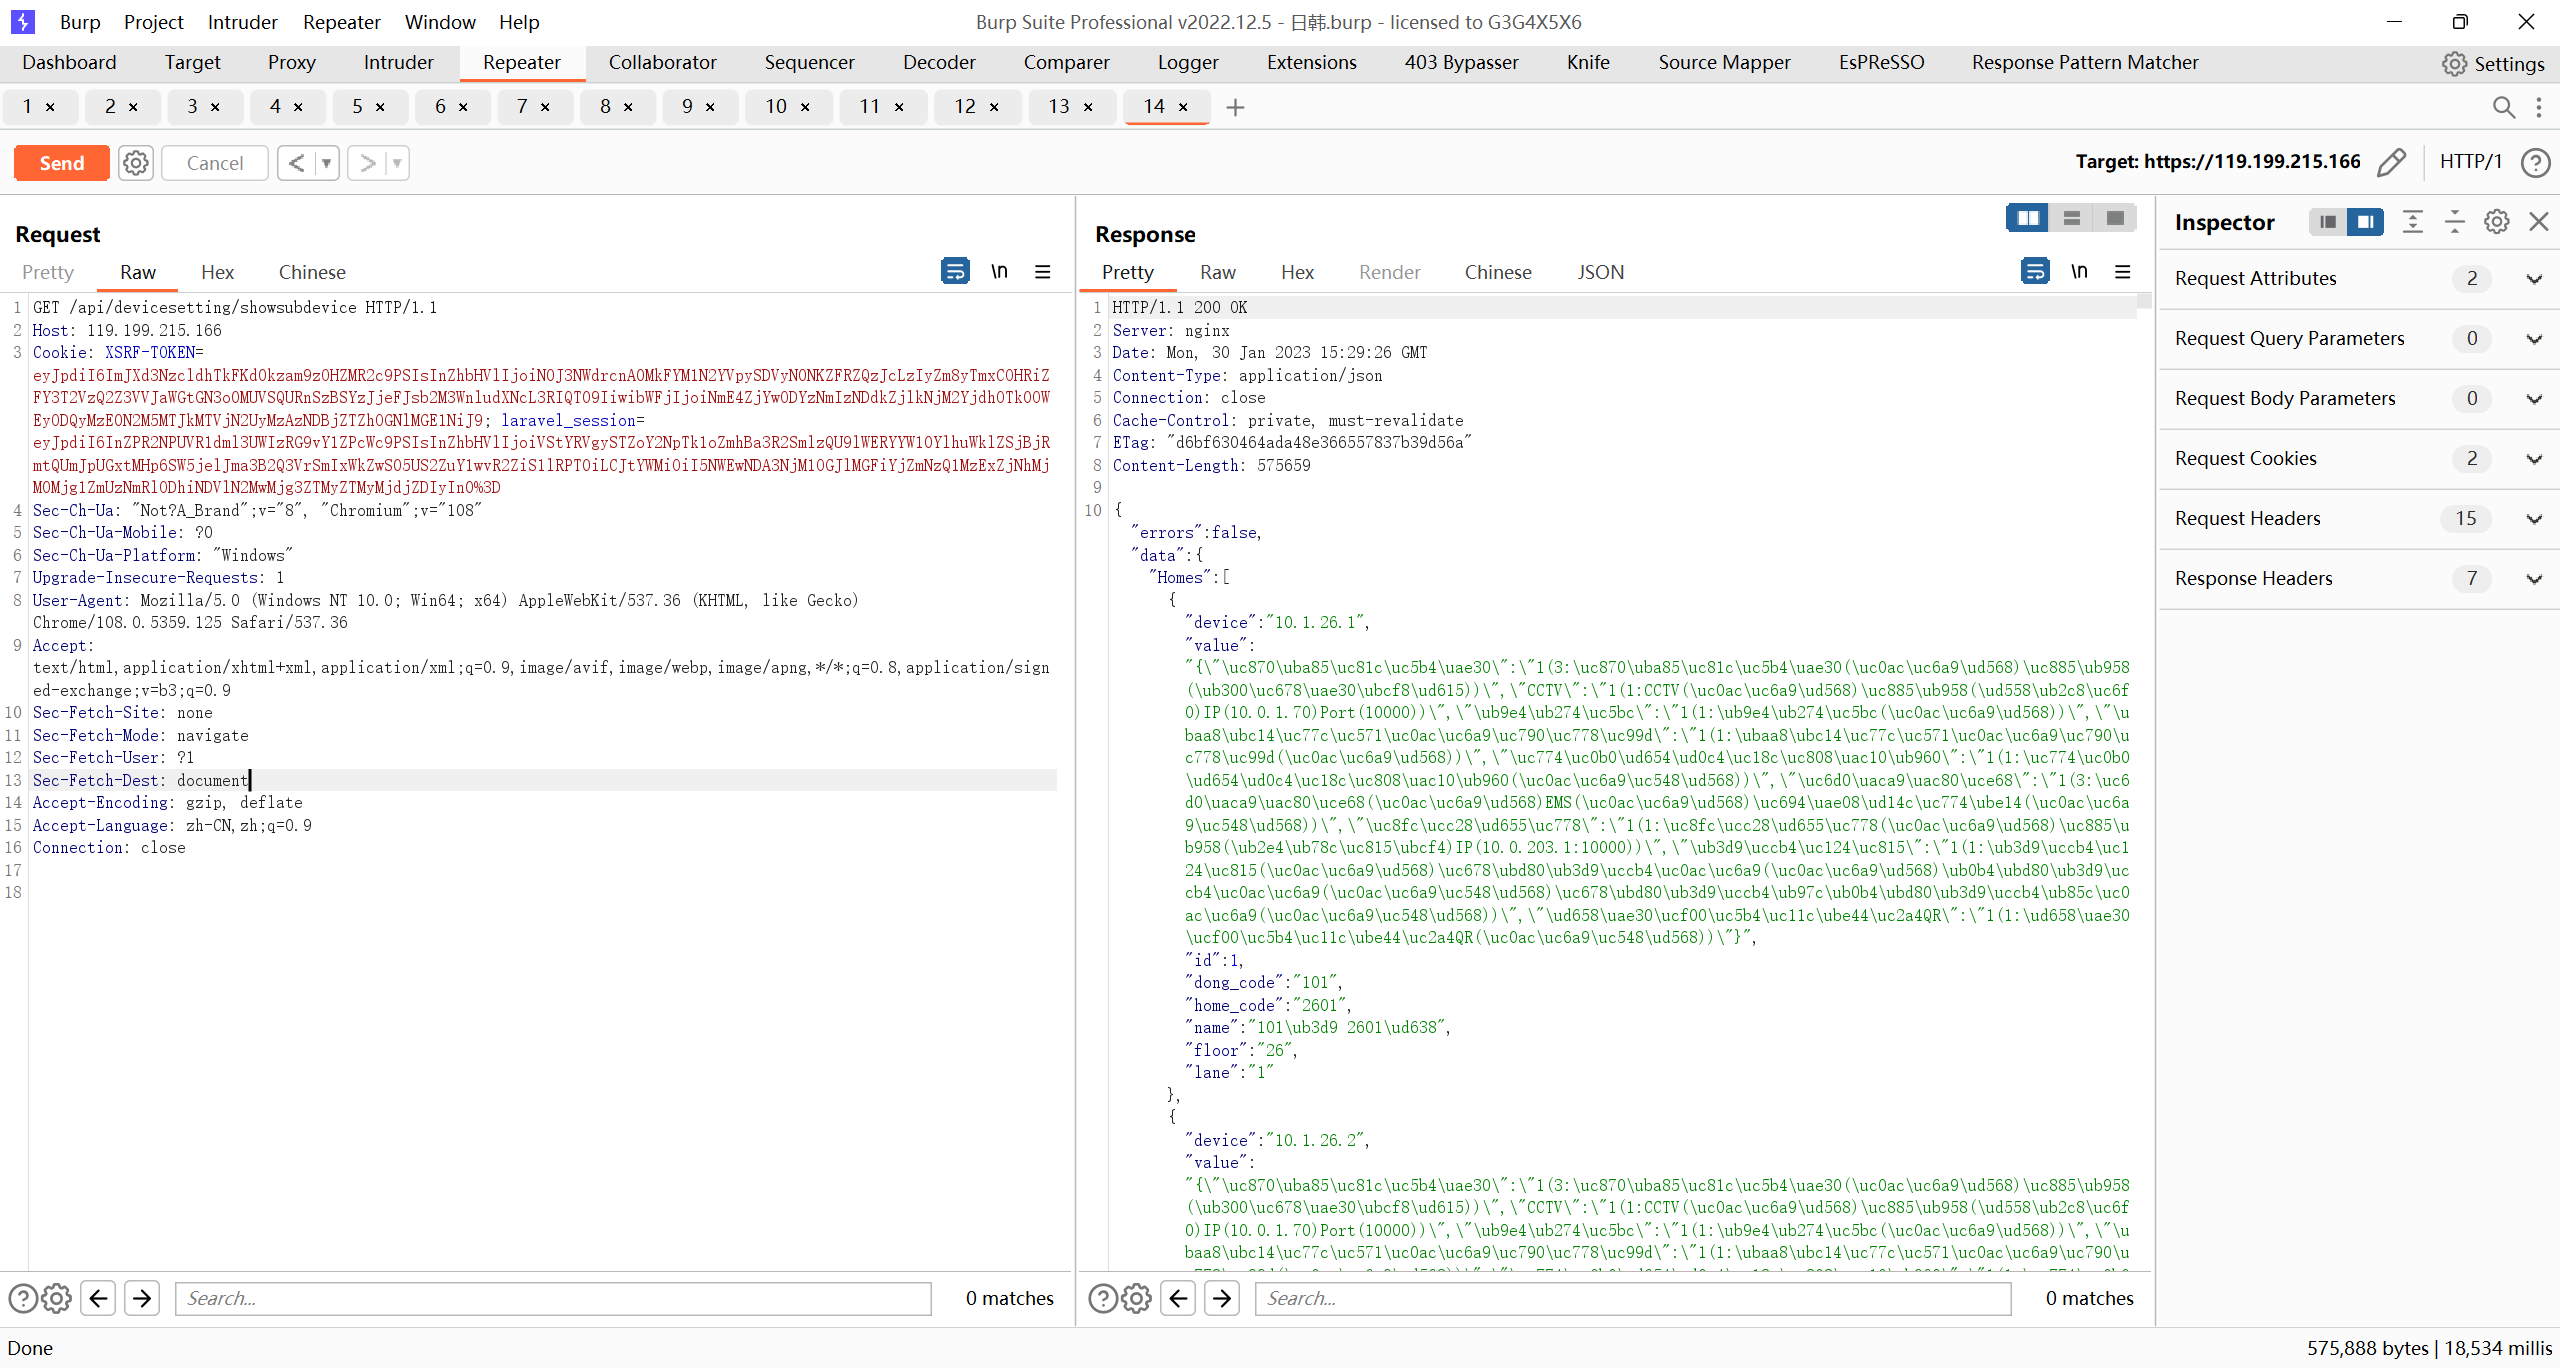 Burp Project Intruder Repeater Window Help
Burp Suite Professional v2022.12.5 - 日韩.burp - licensed to G3G4X5X6
Dashboard Target Proxy Intruder Repeater Collaborator Sequencer Decoder Comparer Logger Extensions 403 Bypasser Knife Source Mapper EsPReSSO Response Pattern Matcher Settings
1 × 2 × 3 × 4 × 5 × 6 × 7 × 8 × 9 × 10 × 11 × 12 × 13 × 14 × +
Send Cancel < >
Target: https://119.199.215.166 HTTP/1
Request
Pretty Raw Hex Chinese \n
1 GET /api/devicesetting/showsubdevice HTTP/1.1
2 Host: 119.199.215.166
3 Cookie: XSRF-TOKEN=
laravel_session=
4 Sec-Ch-Ua: "Not?A_Brand";v="8", "Chromium";v="108"
5 Sec-Ch-Ua-Mobile: ?0
6 Sec-Ch-Ua-Platform: "Windows"
7 Upgrade-Insecure-Requests: 1
8 User-Agent: Mozilla/5.0 (Windows NT 10.0; Win64; x64) AppleWebKit/537.36 (KHTML, like Gecko)
Chrome/108.0.5359.125 Safari/537.36
9 Accept:
text/html,application/xhtml+xml,application/xml;q=0.9,image/avif,image/webp,image/apng,*/*;q=0.8,application/sign
ed-exchange;v=b3;q=0.9
10 Sec-Fetch-Site: none
11 Sec-Fetch-Mode: navigate
12 Sec-Fetch-User: ?1
13 Sec-Fetch-Dest: document
14 Accept-Encoding: gzip, deflate
15 Accept-Language: zh-CN,zh;q=0.9
16 Connection: close
17
18
Search... 0 matches
Response
Pretty Raw Hex Render Chinese JSON \n
1 HTTP/1.1 200 OK
2 Server: nginx
3 Date: Mon, 30 Jan 2023 15:29:26 GMT
4 Content-Type: application/json
5 Connection: close
6 Cache-Control: private, must-revalidate
7 ETag: "d6bf630464ada48e366557837b39d56a"
8 Content-Length: 575659
9
10 {
"errors":false,
"data":{
"Homes":[
{
"device":"10.1.26.1",
"value":
"{\"\uc870\uba85\uc81c\uc5b4\uae30\":\"1(3:\uc870\uba85\uc81c\uc5b4\uae30(\uc0ac\uc6a9\ud568)\uc885\ub958
(\ub300\uc678\uae30\ubcf8\ud615))\",\"CCTV\":\"1(1:CCTV(\uc0ac\uc6a9\ud568)\uc885\ub958(\ud558\ub2c8\uc6f
0)IP(10.0.1.70)Port(10000))\",\"\ub9e4\ub274\uc5bc\":\"1(1:\ub9e4\ub274\uc5bc(\uc0ac\uc6a9\ud568))\",\"\u
baa8\ubc14\uc77c\uc571\uc0ac\uc6a9\uc790\uc778\uc99d\":\"1(1:\ubaa8\ubc14\uc77c\uc571\uc0ac\uc6a9\uc790\u
c778\uc99d(\uc0ac\uc6a9\ud568))\",\"\uc774\uc0b0\ud654\ud0c4\uc18c\uc808\uac10\ub960\":\"1(1:\uc774\uc0b0
\ud654\ud0c4\uc18c\uc808\uac10\ub960(\uc0ac\uc6a9\uc548\ud568))\",\"\uc6d0\uaca9\uac80\uce68\":\"1(3:\uc6
d0\uaca9\uac80\uce68(\uc0ac\uc6a9\ud568)EMS(\uc0ac\uc6a9\ud568)\uc694\uae08\ud14c\uc774\ube14(\uc0ac\uc6a
9\uc548\ud568))\",\"\uc8fc\ucc28\ud655\uc778\":\"1(1:\uc8fc\ucc28\ud655\uc778(\uc0ac\uc6a9\ud568)\uc885\u
b958(\ub2e4\ub78c\uc815\ubcf4)IP(10.0.203.1:10000))\",\"\ub3d9\uccb4\uc124\uc815\":\"1(1:\ub3d9\uccb4\uc1
24\uc815(\uc0ac\uc6a9\ud568)\uc678\ubd80\ub3d9\uccb4\uc0ac\uc6a9(\uc0ac\uc6a9\ud568)\ub0b4\ubd80\ub3d9\uc
cb4\uc0ac\uc6a9(\uc0ac\uc6a9\uc548\ud568)\uc678\ubd80\ub3d9\uccb4\ub97c\ub0b4\ubd80\ub3d9\uccb4\ub85c\uc0
ac\uc6a9(\uc0ac\uc6a9\uc548\ud568))\",\"\ud658\uae30\ucf00\uc5b4\uc11c\ube44\uc2a4QR\":\"1(1:\ud658\uae30
\ucf00\uc5b4\uc11c\ube44\uc2a4QR(\uc0ac\uc6a9\uc548\ud568))\"}",
"id":1,
"dong_code":"101",
"home_code":"2601",
"name":"101\ub3d9 2601\ud638",
"floor":"26",
"lane":"1"
},
{
"device":"10.1.26.2",
"value":
"{\"\uc870\uba85\uc81c\uc5b4\uae30\":\"1(3:\uc870\uba85\uc81c\uc5b4\uae30(\uc0ac\uc6a9\ud568)\uc885\ub958
(\ub300\uc678\uae30\ubcf8\ud615))\",\"CCTV\":\"1(1:CCTV(\uc0ac\uc6a9\ud568)\uc885\ub958(\ud558\ub2c8\uc6f
0)IP(10.0.1.70)Port(10000))\",\"\ub9e4\ub274\uc5bc\":\"1(1:\ub9e4\ub274\uc5bc(\uc0ac\uc6a9\ud568))\",\"\u
baa8\ubc14\uc77c\uc571\uc0ac\uc6a9\uc790\uc778\uc99d\":\"1(1:\ubaa8\ubc14\uc77c\uc571\uc0ac\uc6a9\uc790\u
Search... 0 matches
Inspector
Request Attributes 2
Request Query Parameters 0
Request Body Parameters 0
Request Cookies 2
Request Headers 15
Response Headers 7
Done
575,888 bytes | 18,534 millis